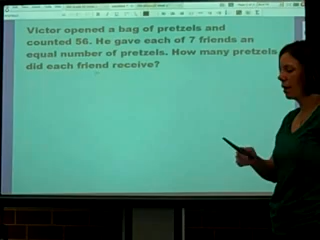 Victor opened a bag of pretzels and
counted 56. He gave each of 7 friends an
equal number of pretzels. How many pretzels
did each friend receive?